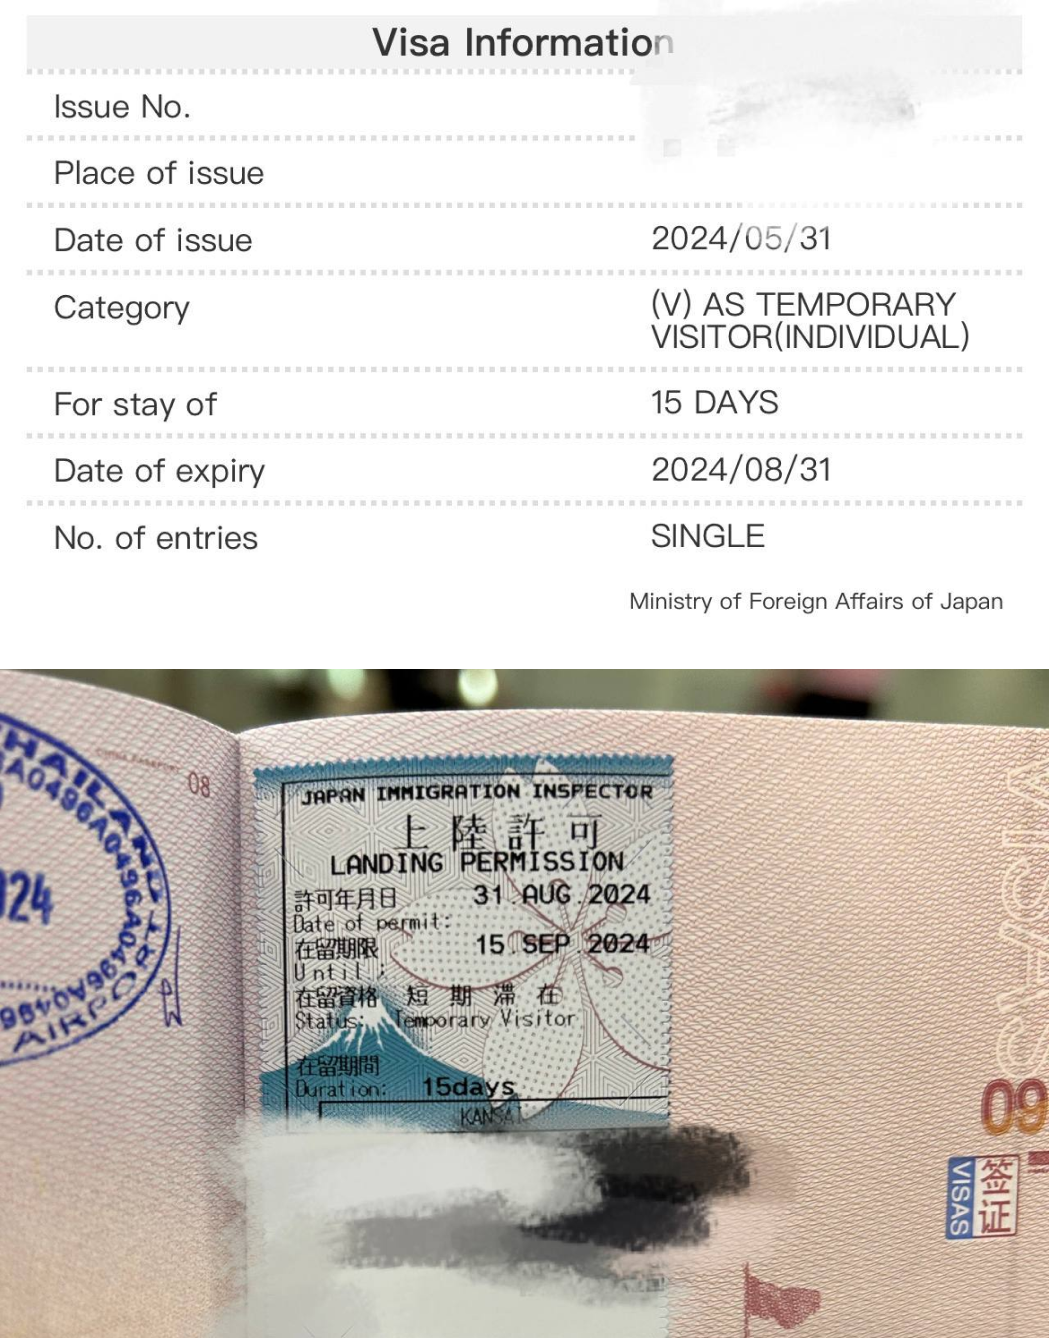 Visa Information
Issue No.
Place of issue
Date of issue 2024/05/31
Category (V) AS TEMPORARY
VISITOR(INDIVIDUAL)
For stay of 15 DAYS
Date of expiry 2024/08/31
No. of entries SINGLE
Ministry of Foreign Affairs of Japan
THAILAND
A0496A0496A0496A0496A0496
024
AIRPORT
08
JAPAN IMMIGRATION INSPECTOR
上陸許可
LANDING PERMISSION
許可年月日 31 AUG. 2024
Date of permit:
在留期限 15. SEP. 2024
Until :
在留資格 短期滞在
Status: Temporary Visitor
在留期間
Duration: 15days
KANSAI
09
签证
VISAS